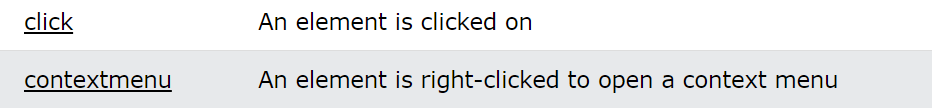 click An element is clicked on
contextmenu An element is right-clicked to open a context menu